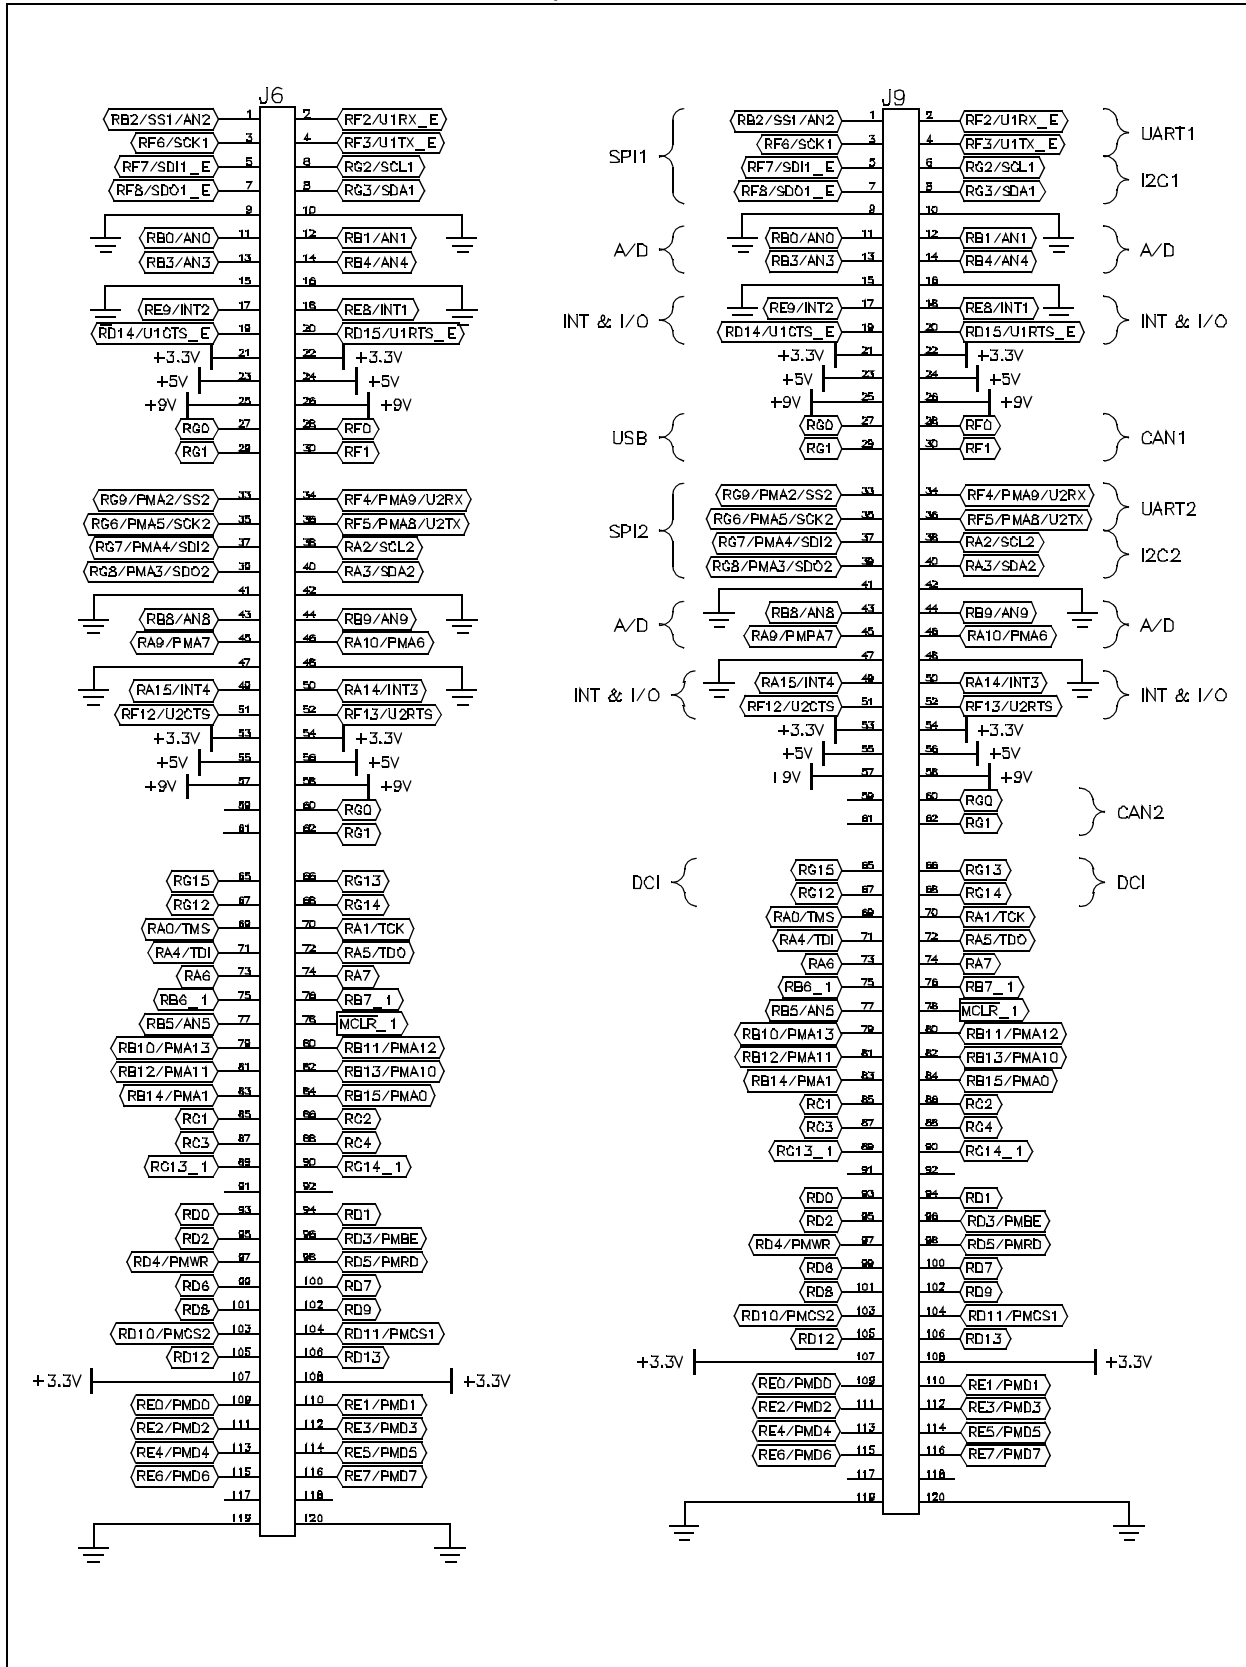 J6
RB2/SS1/AN2 1 2 RF2/U1RX_E
RF6/SCK1 3 4 RF3/U1TX_E
RF7/SDI1_E 5 6 RG2/SCL1
RF8/SDO1_E 7 8 RG3/SDA1
9 10
RB0/AN0 11 12 RB1/AN1
RB3/AN3 13 14 RB4/AN4
15 16
RE9/INT2 17 18 RE8/INT1
RD14/U1CTS_E 19 20 RD15/U1RTS_E
+3.3V 21 22 +3.3V
+5V 23 24 +5V
+9V 25 26 +9V
RG0 27 28 RF0
RG1 29 30 RF1
RG9/PMA2/SS2 33 34 RF4/PMA9/U2RX
RG6/PMA5/SCK2 35 36 RF5/PMA8/U2TX
RG7/PMA4/SDI2 37 38 RA2/SCL2
RG8/PMA3/SDO2 39 40 RA3/SDA2
41 42
RB8/AN8 43 44 RB9/AN9
RA9/PMA7 45 46 RA10/PMA6
47 48
RA15/INT4 49 50 RA14/INT3
RF12/U2CTS 51 52 RF13/U2RTS
+3.3V 53 54 +3.3V
+5V 55 56 +5V
+9V 57 58 +9V
59 60 RG0
61 62 RG1
RG15 65 66 RG13
RG12 67 68 RG14
RA0/TMS 69 70 RA1/TCK
RA4/TDI 71 72 RA5/TDO
RA6 73 74 RA7
RB6_1 75 76 RB7_1
RB5/AN5 77 78 MCLR_1
RB10/PMA13 79 80 RB11/PMA12
RB12/PMA11 81 82 RB13/PMA10
RB14/PMA1 83 84 RB15/PMA0
RC1 85 86 RC2
RC3 87 88 RC4
RC13_1 89 90 RC14_1
91 92
RD0 93 94 RD1
RD2 95 96 RD3/PMBE
RD4/PMWR 97 98 RD5/PMRD
RD6 99 100 RD7
RD8 101 102 RD9
RD10/PMCS2 103 104 RD11/PMCS1
RD12 105 106 RD13
+3.3V 107 108 +3.3V
RE0/PMD0 109 110 RE1/PMD1
RE2/PMD2 111 112 RE3/PMD3
RE4/PMD4 113 114 RE5/PMD5
RE6/PMD6 115 116 RE7/PMD7
117 118
119 120
J9
RB2/SS1/AN2 1 2 RF2/U1RX_E
UART1
RF6/SCK1 3 4 RF3/U1TX_E
SPI1
RF7/SDI1_E 5 6 RG2/SCL1
I2C1
RF8/SDO1_E 7 8 RG3/SDA1
9 10
RB0/AN0 11 12 RB1/AN1
A/D A/D
RB3/AN3 13 14 RB4/AN4
15 16
RE9/INT2 17 18 RE8/INT1
INT & I/O INT & I/O
RD14/U1CTS_E 19 20 RD15/U1RTS_E
+3.3V 21 22 +3.3V
+5V 23 24 +5V
+9V 25 26 +9V
RG0 27 28 RF0
USB CAN1
RG1 29 30 RF1
RG9/PMA2/SS2 33 34 RF4/PMA9/U2RX
UART2
RG6/PMA5/SCK2 35 36 RF5/PMA8/U2TX
SPI2
RG7/PMA4/SDI2 37 38 RA2/SCL2
I2C2
RG8/PMA3/SDO2 39 40 RA3/SDA2
41 42
RB8/AN8 43 44 RB9/AN9
A/D A/D
RA9/PMPA7 45 46 RA10/PMA6
47 48
RA15/INT4 49 50 RA14/INT3
INT & I/O INT & I/O
RF12/U2CTS 51 52 RF13/U2RTS
+3.3V 53 54 +3.3V
+5V 55 56 +5V
+9V 57 58 +9V
59 60 RG0
CAN2
61 62 RG1
RG15 65 66 RG13
DCI DCI
RG12 67 68 RG14
RA0/TMS 69 70 RA1/TCK
RA4/TDI 71 72 RA5/TDO
RA6 73 74 RA7
RB6_1 75 76 RB7_1
RB5/AN5 77 78 MCLR_1
RB10/PMA13 79 80 RB11/PMA12
RB12/PMA11 81 82 RB13/PMA10
RB14/PMA1 83 84 RB15/PMA0
RC1 85 86 RC2
RC3 87 88 RC4
RC13_1 89 90 RC14_1
91 92
RD0 93 94 RD1
RD2 95 96 RD3/PMBE
RD4/PMWR 97 98 RD5/PMRD
RD6 99 100 RD7
RD8 101 102 RD9
RD10/PMCS2 103 104 RD11/PMCS1
RD12 105 106 RD13
+3.3V 107 108 +3.3V
RE0/PMD0 109 110 RE1/PMD1
RE2/PMD2 111 112 RE3/PMD3
RE4/PMD4 113 114 RE5/PMD5
RE6/PMD6 115 116 RE7/PMD7
117 118
119 120